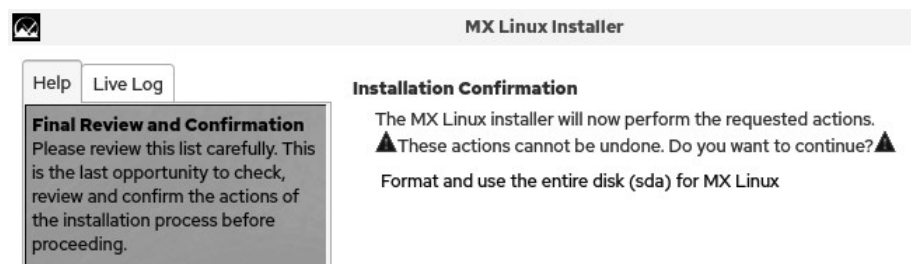 MX Linux Installer
Help
Live Log
Final Review and Confirmation
Please review this list carefully. This
is the last opportunity to check,
review and confirm the actions of
the installation process before
proceeding.
Installation Confirmation
The MX Linux installer will now perform the requested actions.
⚠These actions cannot be undone. Do you want to continue?⚠
Format and use the entire disk (sda) for MX Linux